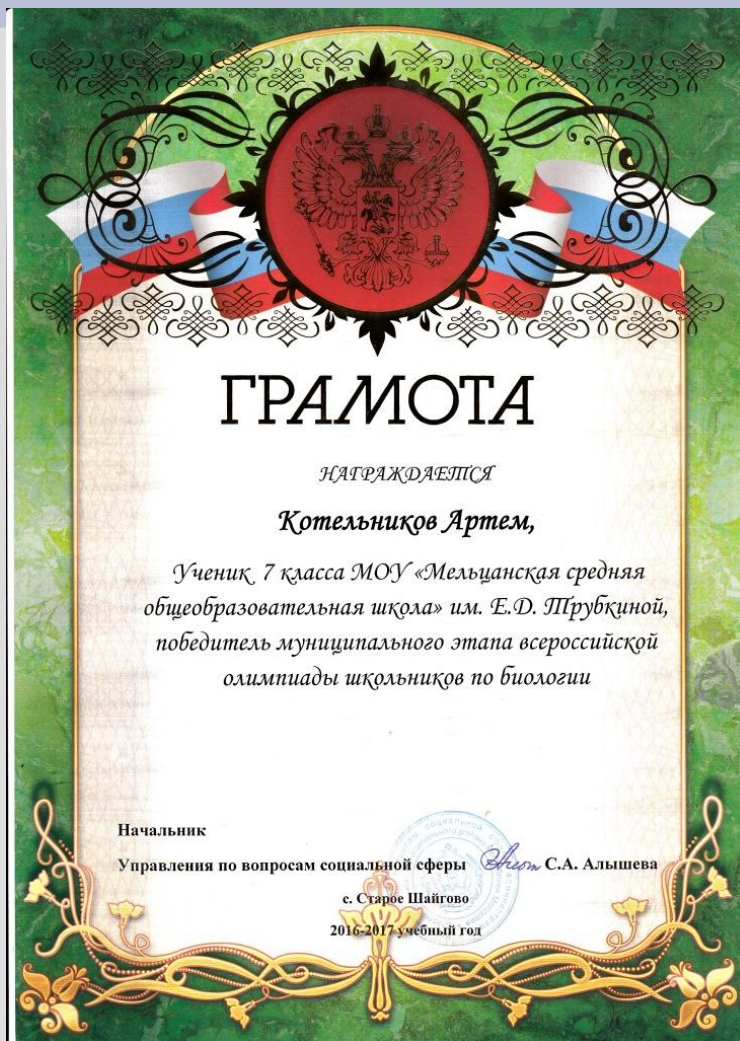 ГРАМОТА
НАГРАЖДАЕТСЯ
Котельников Артем,
Ученик 7 класса МОУ «Мельцанская средняя
общеобразовательная школа» им. Е.Д. Трубкиной,
победитель муниципального этапа всероссийской
олимпиады школьников по биологии
Начальник
Управления по вопросам социальной сферы С.А. Алышева
с. Старое Шайгово
2016-2017 учебный год